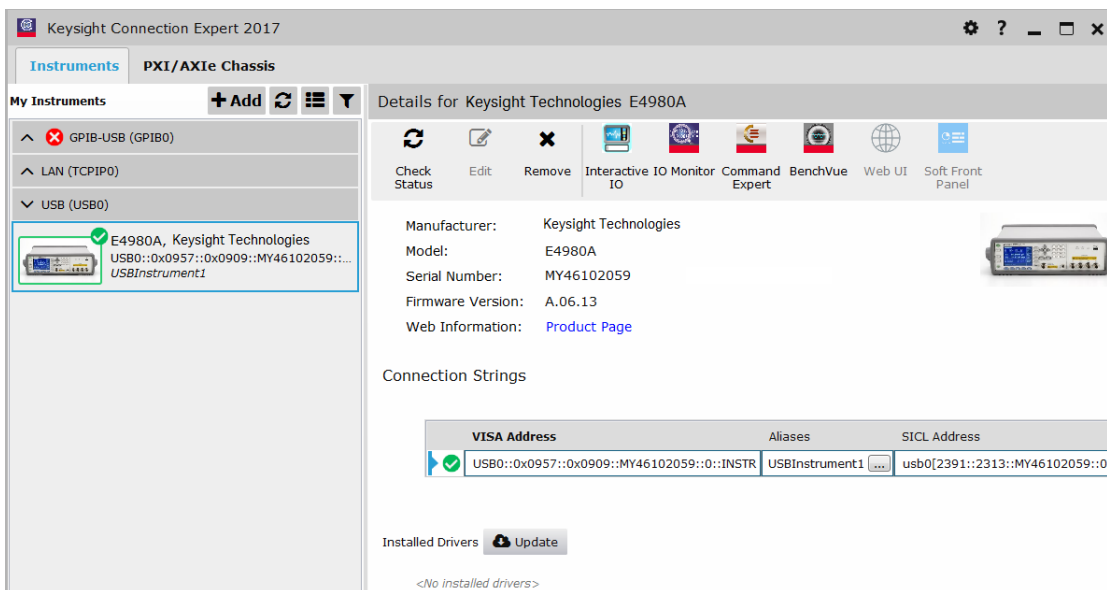 Keysight Connection Expert 2017
Instruments PXI/AXIe Chassis
My Instruments
Add
GPIB-USB (GPIB0)
LAN (TCPIP0)
USB (USB0)
E4980A, Keysight Technologies
USB0::0x0957::0x0909::MY46102059::...
USBInstrument1
Details for Keysight Technologies E4980A
Check Status
Edit
Remove
Interactive IO
IO Monitor
Command Expert
BenchVue
Web UI
Soft Front Panel
Manufacturer: Keysight Technologies
Model: E4980A
Serial Number: MY46102059
Firmware Version: A.06.13
Web Information: Product Page
Connection Strings
VISA Address Aliases SICL Address
USB0::0x0957::0x0909::MY46102059::0::INSTR USBInstrument1 ... usb0[2391::2313::MY46102059::0
Installed Drivers Update
<No installed drivers>